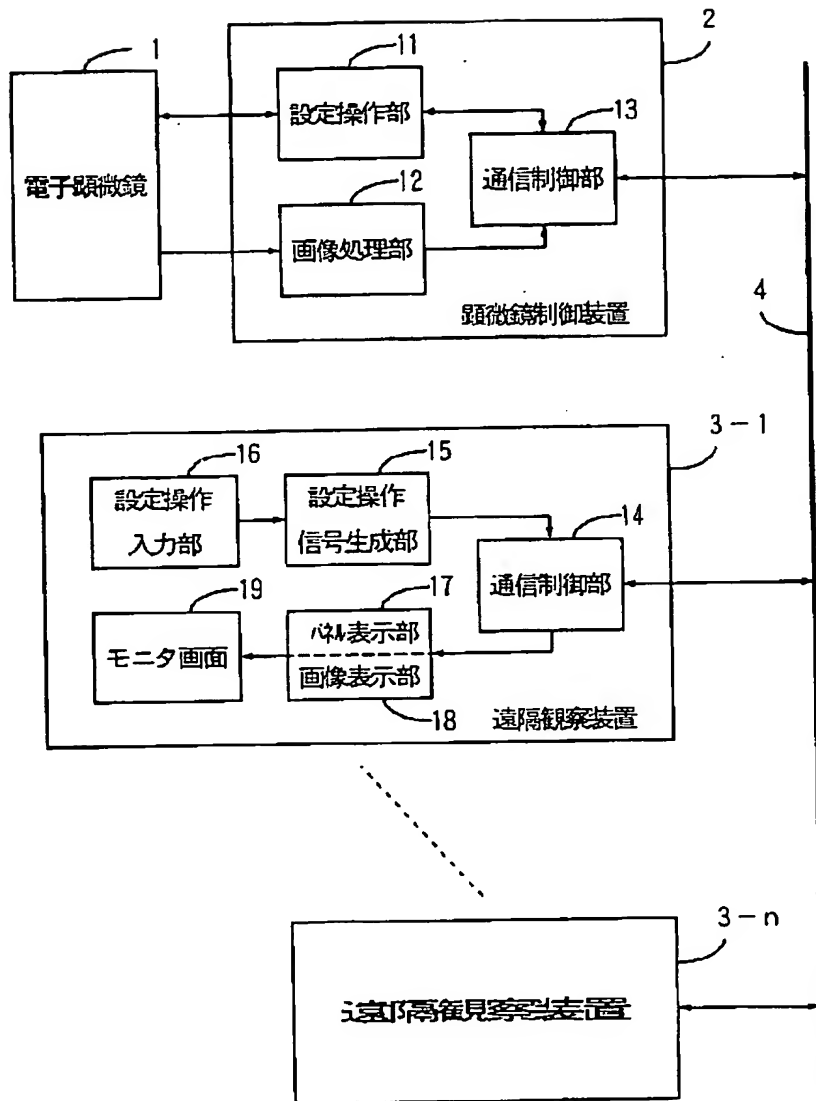 1
電子顕微鏡
2
11
設定操作部
13
通信制御部
12
画像処理部
顕微鏡制御装置
4
3-1
16
設定操作
入力部
15
設定操作
信号生成部
14
通信制御部
19
モニタ画面
17
パネル表示部
画像表示部
18
遠隔観察装置
3-n
遠隔観察装置